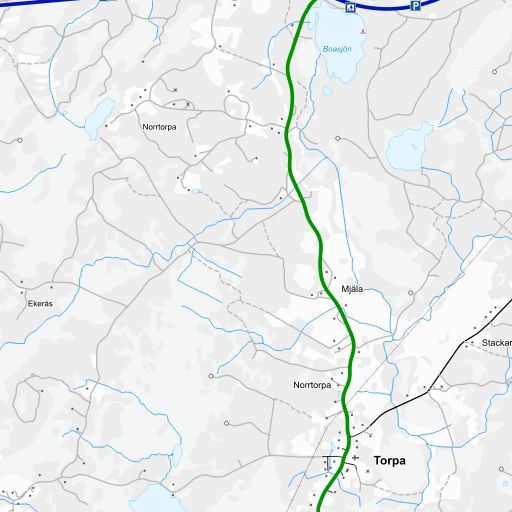 P
Boasjön
Norrtorpa
Mjäla
Ekerås
Stackar
Norrtorpa
Torpa